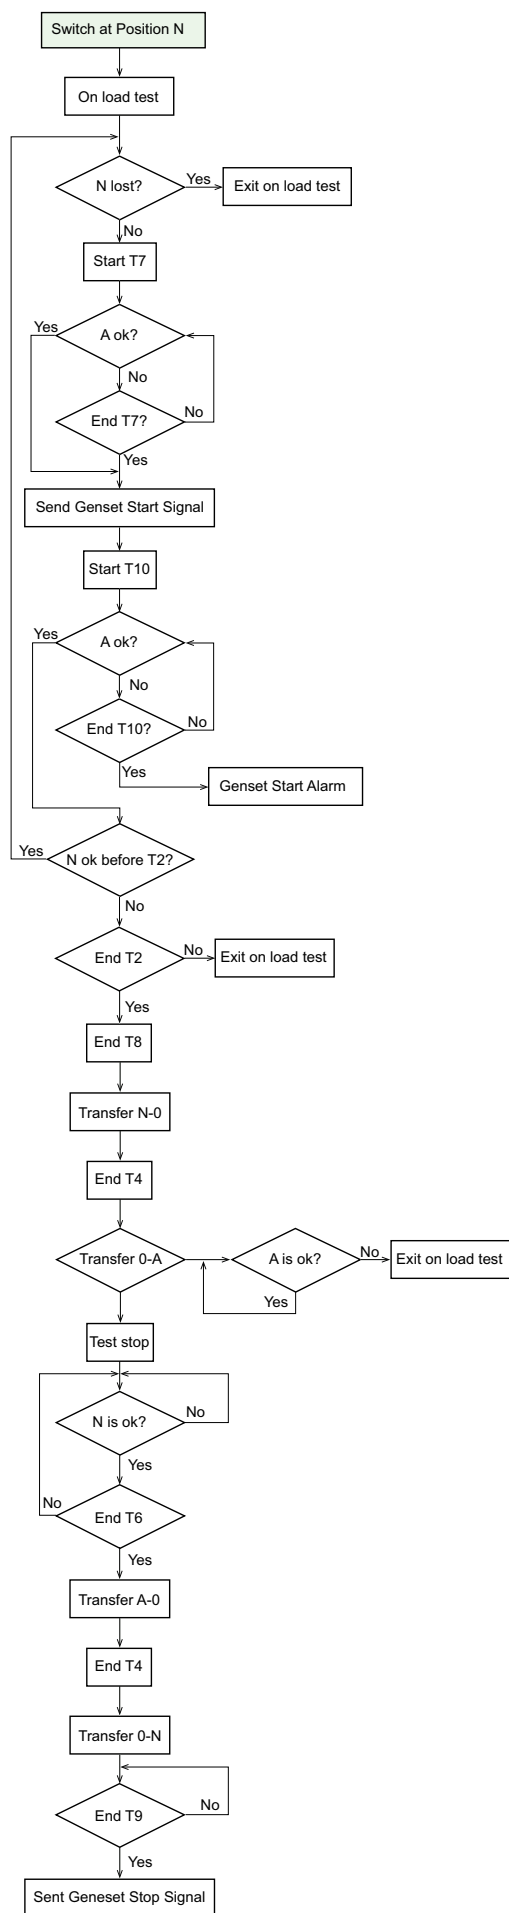 Switch at Position N
On load test
N lost?
Yes
Exit on load test
No
Start T7
Yes
A ok?
No
End T7?
No
Yes
Send Genset Start Signal
Start T10
Yes
A ok?
No
End T10?
No
Yes
Genset Start Alarm
Yes
N ok before T2?
No
End T2
No
Exit on load test
Yes
End T8
Transfer N-0
End T4
Transfer 0-A
A is ok?
No
Exit on load test
Yes
Test stop
N is ok?
No
Yes
No
End T6
Yes
Transfer A-0
End T4
Transfer 0-N
End T9
No
Yes
Sent Geneset Stop Signal